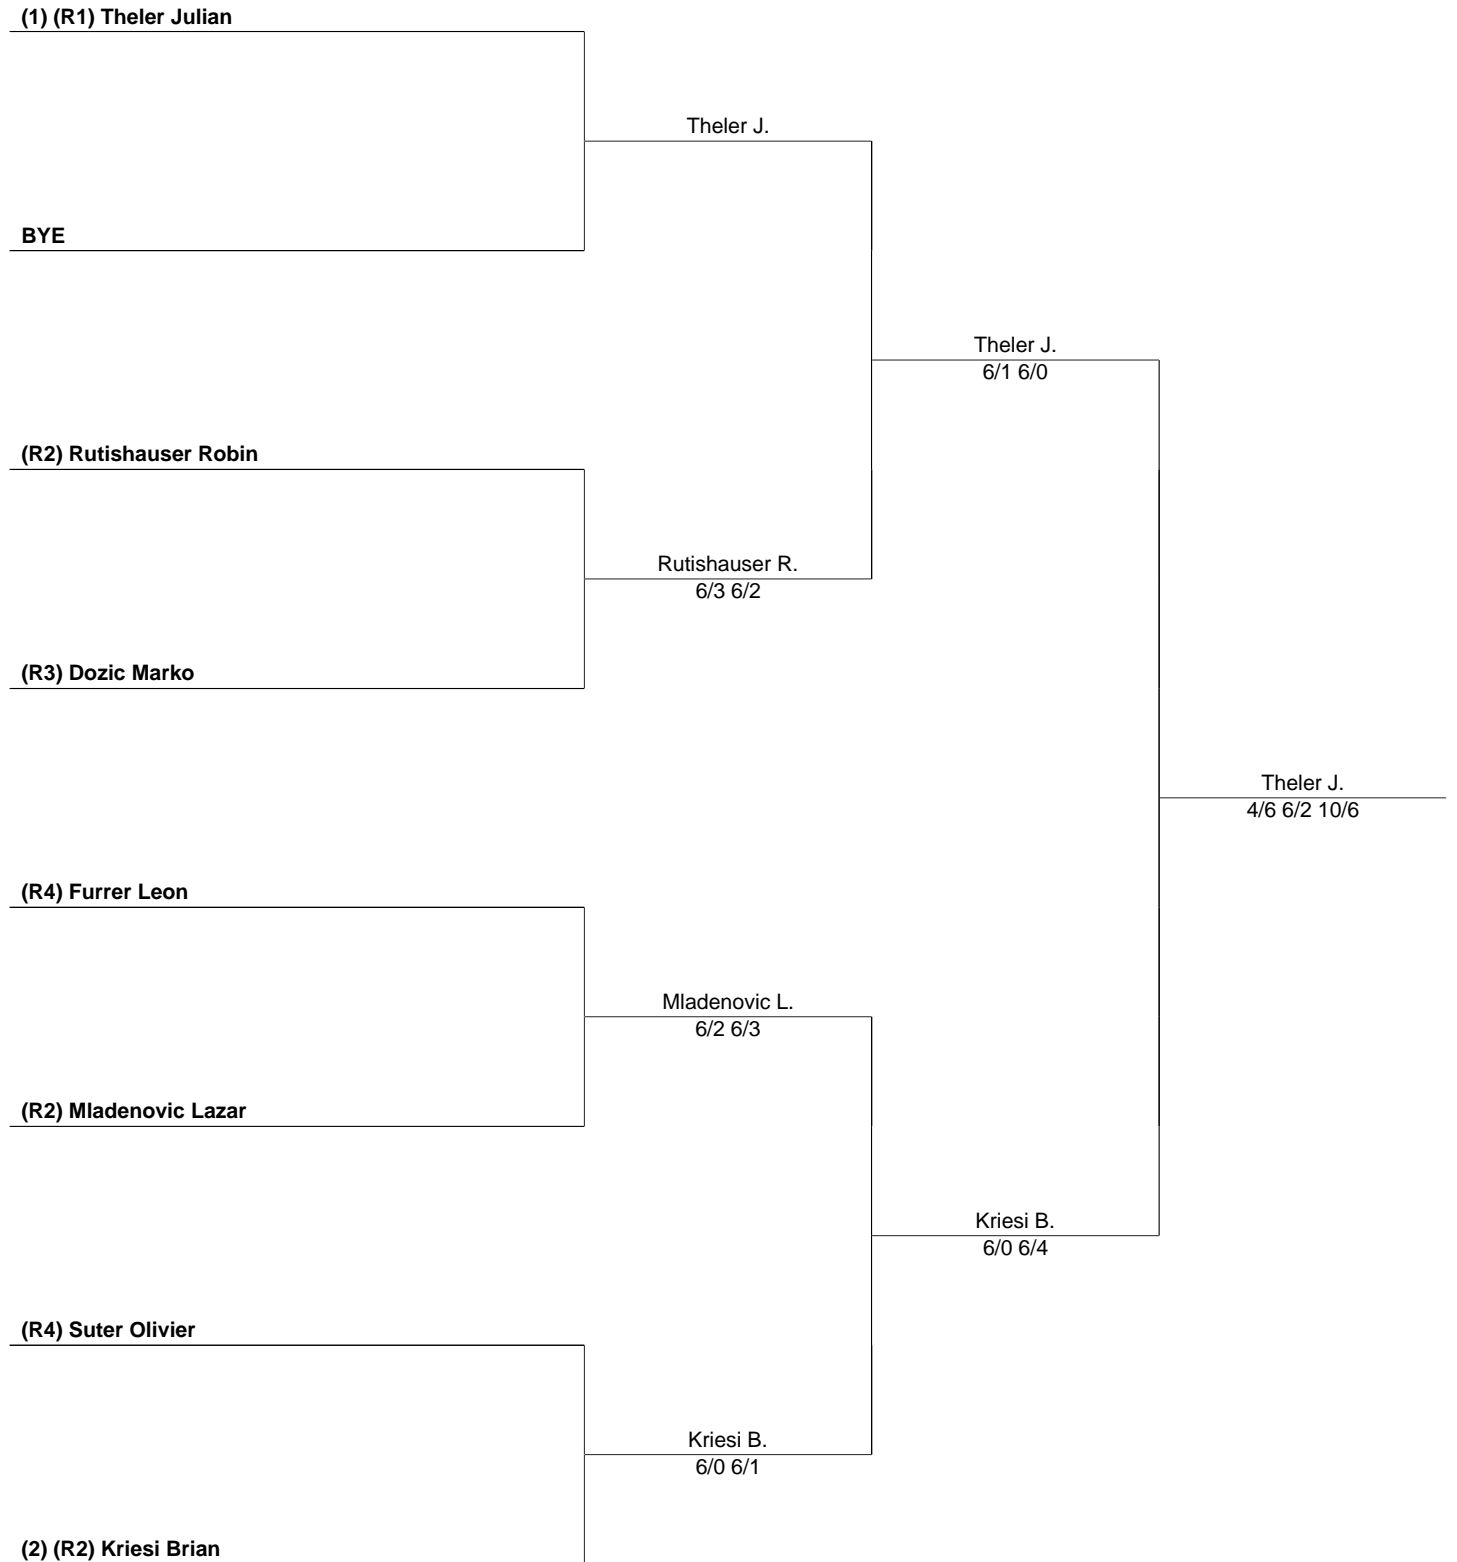 (1) (R1) Theler Julian
Theler J.
BYE
Theler J.
6/1 6/0
(R2) Rutishauser Robin
Rutishauser R.
6/3 6/2
(R3) Dozic Marko
Theler J.
4/6 6/2 10/6
(R4) Furrer Leon
Mladenovic L.
6/2 6/3
(R2) Mladenovic Lazar
Kriesi B.
6/0 6/4
(R4) Suter Olivier
Kriesi B.
6/0 6/1
(2) (R2) Kriesi Brian